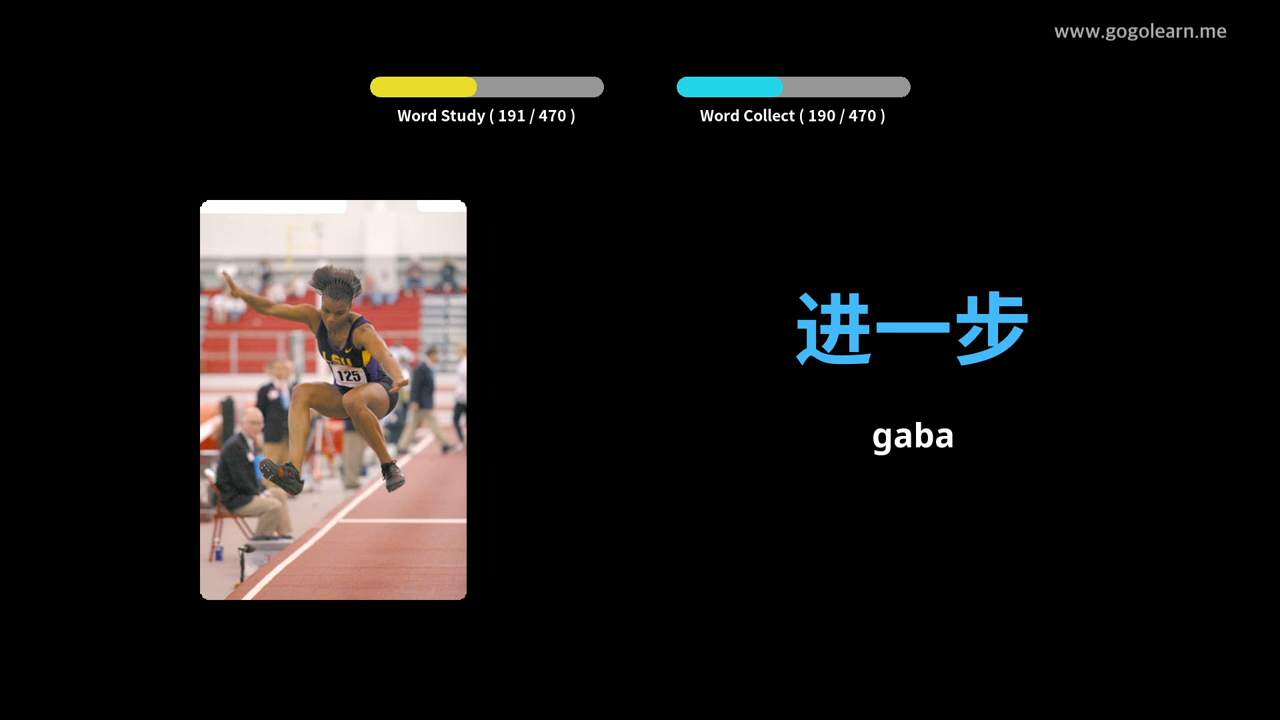 www.gogolearn.me
Word Study ( 191 / 470 )
Word Collect ( 190 / 470 )
LSU
125
进一步
gaba